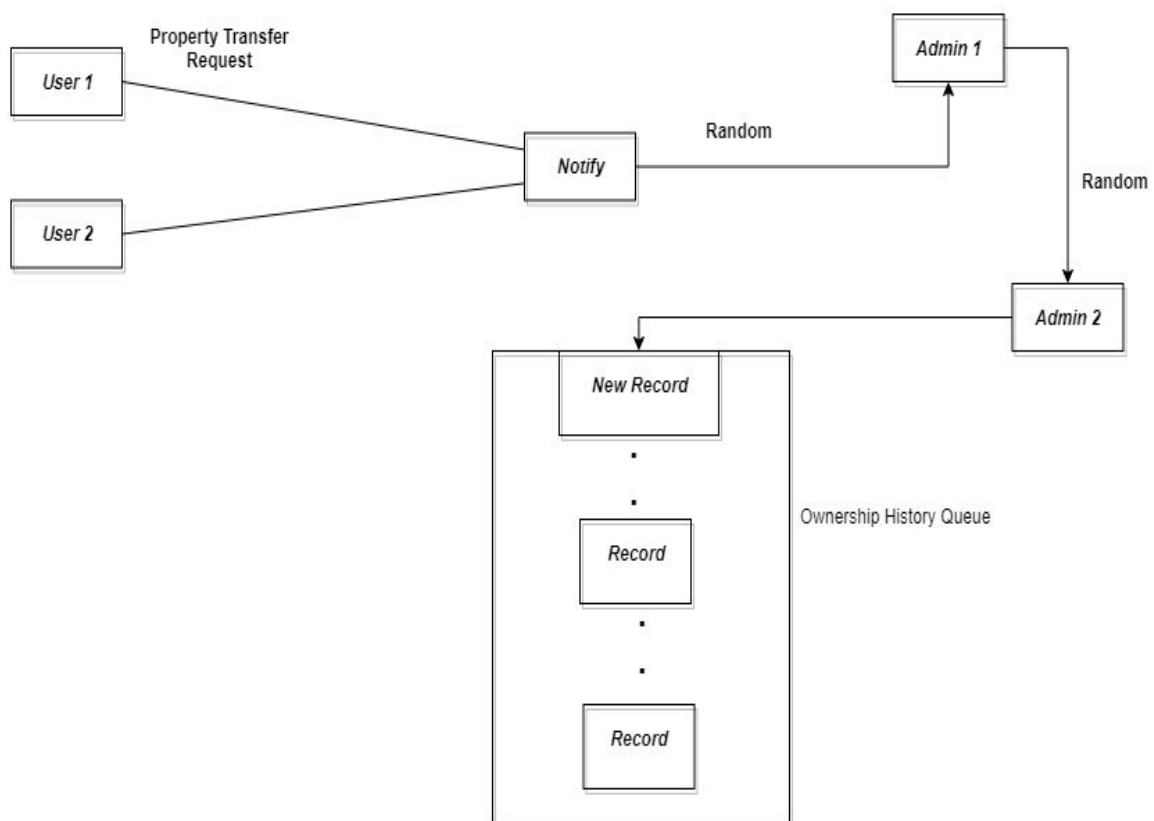 Property Transfer
Request
User 1
Admin 1
Random
Notify
Random
User 2
Admin 2
New Record
Ownership History Queue
Record
Record